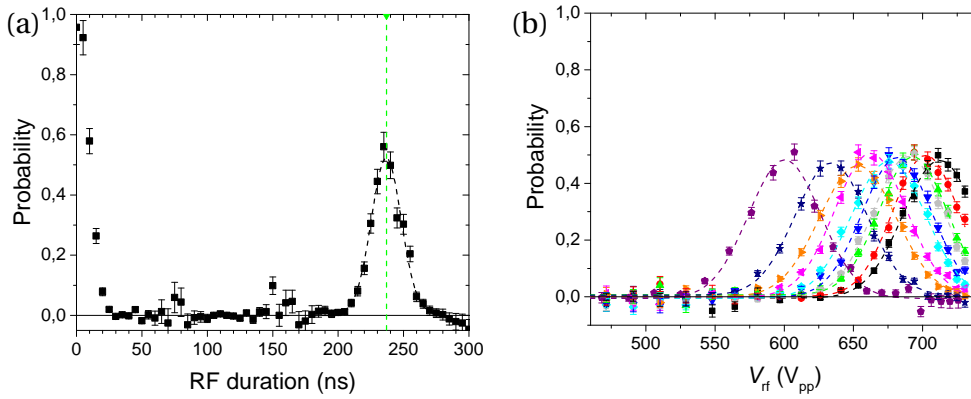 (a)
Probability
1,0
0,8
0,6
0,4
0,2
0,0
0 50 100 150 200 250 300
RF duration (ns)
(b)
Probability
1,0
0,8
0,6
0,4
0,2
0,0
500 550 600 650 700
V_rf (V_pp)